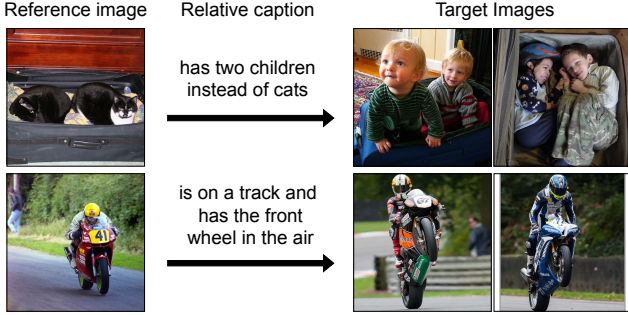 Reference image
Relative caption
Target Images
has two children
instead of cats
is on a track and
has the front
wheel in the air
41